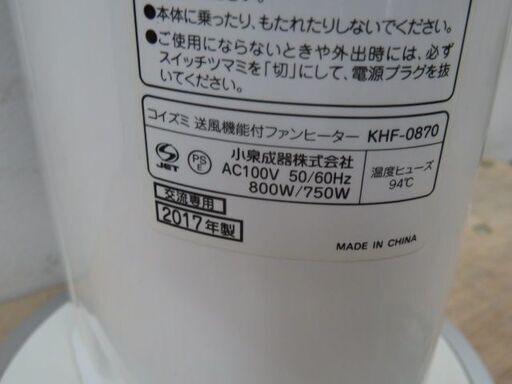 ●本体に乗ったり、もたれたりしないでください。
●ご使用にならないときや外出時には、必ず
スイッチツマミを「切」にして、電源プラグを抜
いてください。
コイズミ 送風機能付ファンヒーター KHF-0870
小泉成器株式会社
AC100V 50/60Hz
800W/750W
温度ヒューズ
94℃
JET
PS
E
交流専用
2017年製
MADE IN CHINA